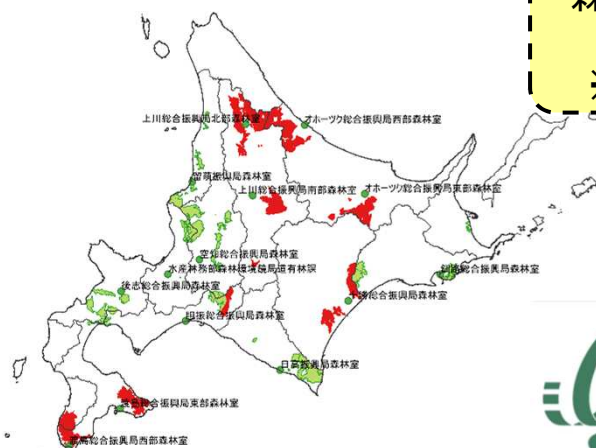 ※
上川総合振興局北部森林室
オホーツク総合振興局西部森林室
留萌振興局森林室
上川総合振興局南部森林室
オホーツク総合振興局東部森林室
空知総合振興局森林室
水産林務部森林環境局道有林課
釧路総合振興局森林室
後志総合振興局森林室
十勝総合振興局森林室
胆振総合振興局森林室
日高振興局森林室
渡島総合振興局東部森林室
渡島総合振興局西部森林室